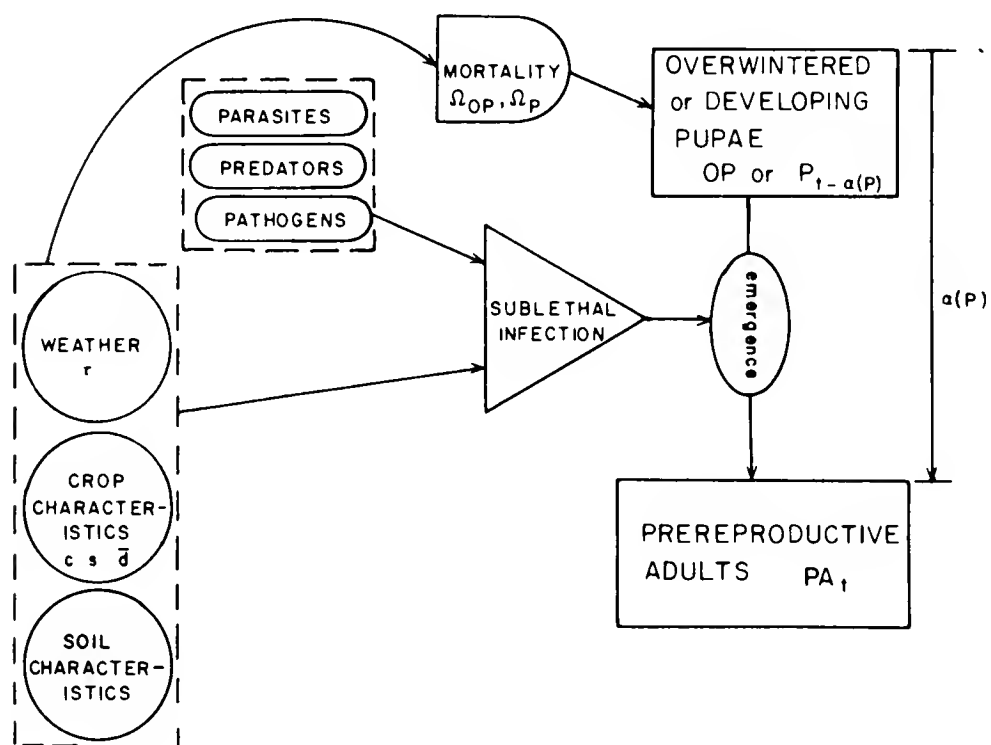 MORTALITY
Ω_OP, Ω_P
OVERWINTERED
or DEVELOPING
PUPAE
OP or P_t-α(P)
PARASITES
PREDATORS
PATHOGENS
SUBLETHAL
INFECTION
emergence
α(P)
WEATHER
r
CROP
CHARACTER-
ISTICS
c s d̅
SOIL
CHARACTER-
ISTICS
PREREPRODUCTIVE
ADULTS PA_t